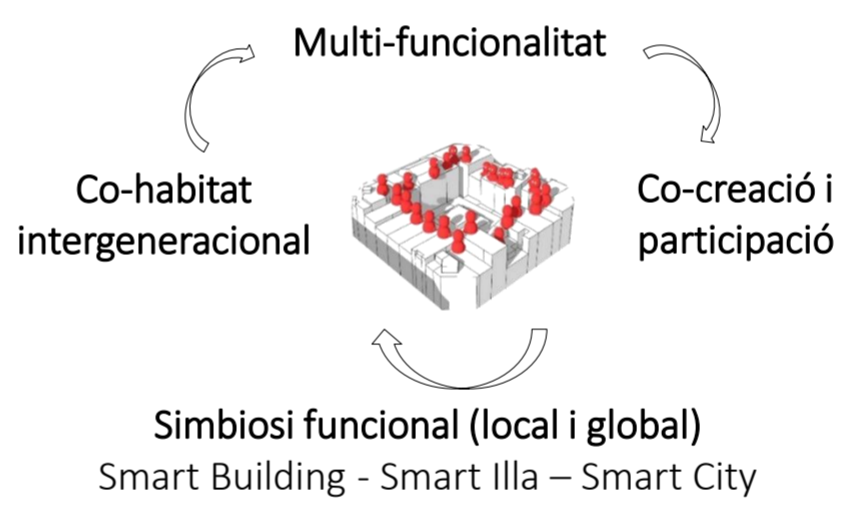 Multi-funcionalitat
Co-habitat
intergeneracional
Co-creació i
participació
Simbiosi funcional (local i global)
Smart Building - Smart Illa – Smart City